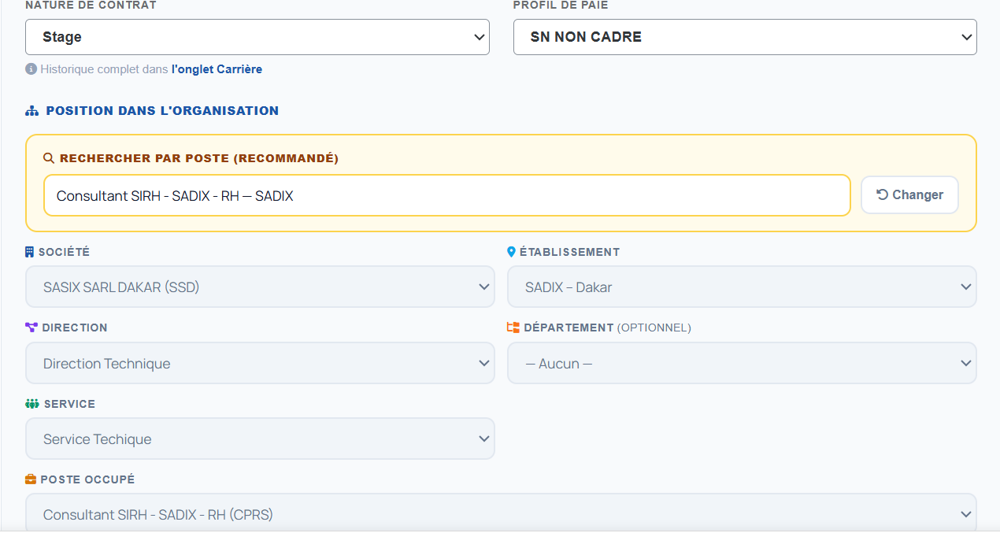 NATURE DE CONTRAT
PROFIL DE PAIE
Stage
SN NON CADRE
Historique complet dans l'onglet Carrière
POSITION DANS L'ORGANISATION
RECHERCHER PAR POSTE (RECOMMANDÉ)
Consultant SIRH - SADIX - RH — SADIX
Changer
SOCIÉTÉ
ÉTABLISSEMENT
SASIX SARL DAKAR (SSD)
SADIX – Dakar
DIRECTION
DÉPARTEMENT (OPTIONNEL)
Direction Technique
— Aucun —
SERVICE
Service Techique
POSTE OCCUPÉ
Consultant SIRH - SADIX - RH (CPRS)